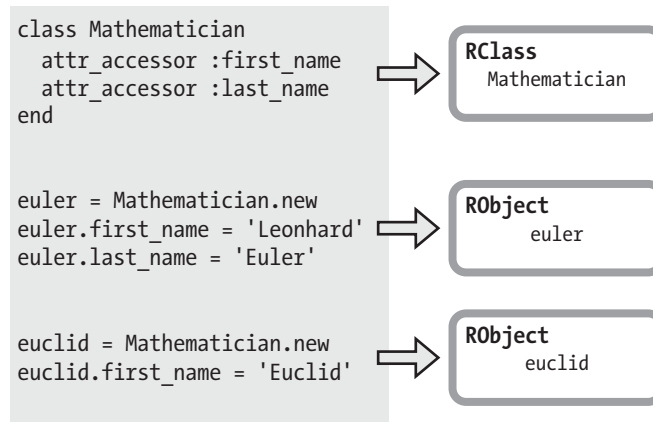 class Mathematician
  attr_accessor :first_name
  attr_accessor :last_name
end
RClass
Mathematician
euler = Mathematician.new
euler.first_name = 'Leonhard'
euler.last_name = 'Euler'
RObject
euler
euclid = Mathematician.new
euclid.first_name = 'Euclid'
RObject
euclid